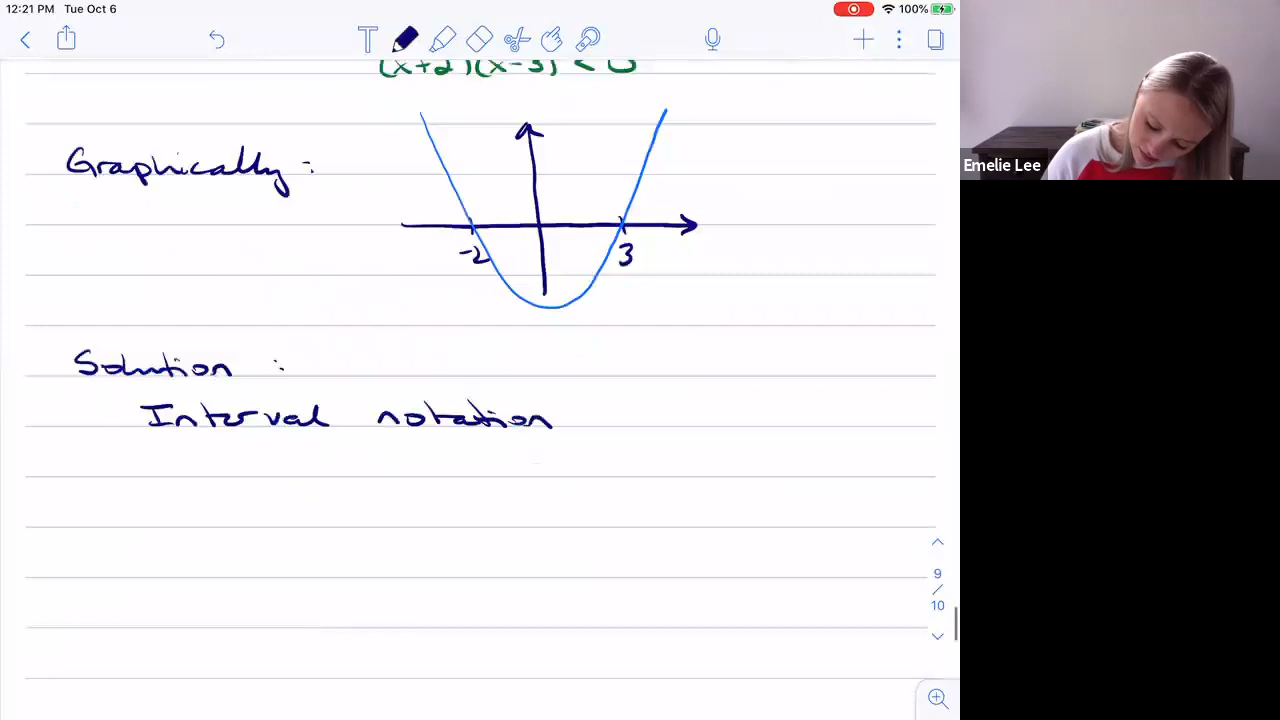 12:21 PM Tue Oct 6
100%
(x+2)(x-3) < 0
Graphically:
-2
3
Emelie Lee
Solution :
Interval notation
9
/
10